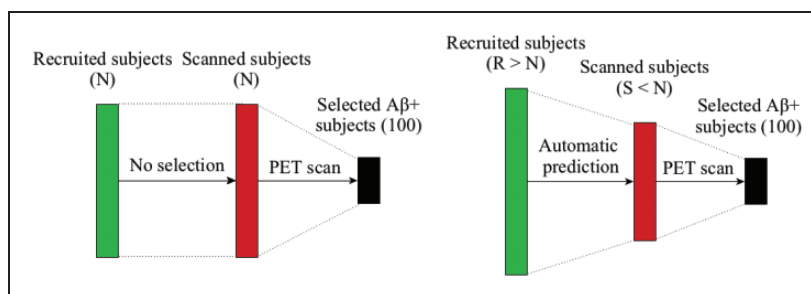 Recruited subjects
(N)
Scanned subjects
(N)
Selected Aβ+
subjects (100)
No selection
PET scan
Recruited subjects
(R > N)
Scanned subjects
(S < N)
Selected Aβ+
subjects (100)
Automatic
prediction
PET scan